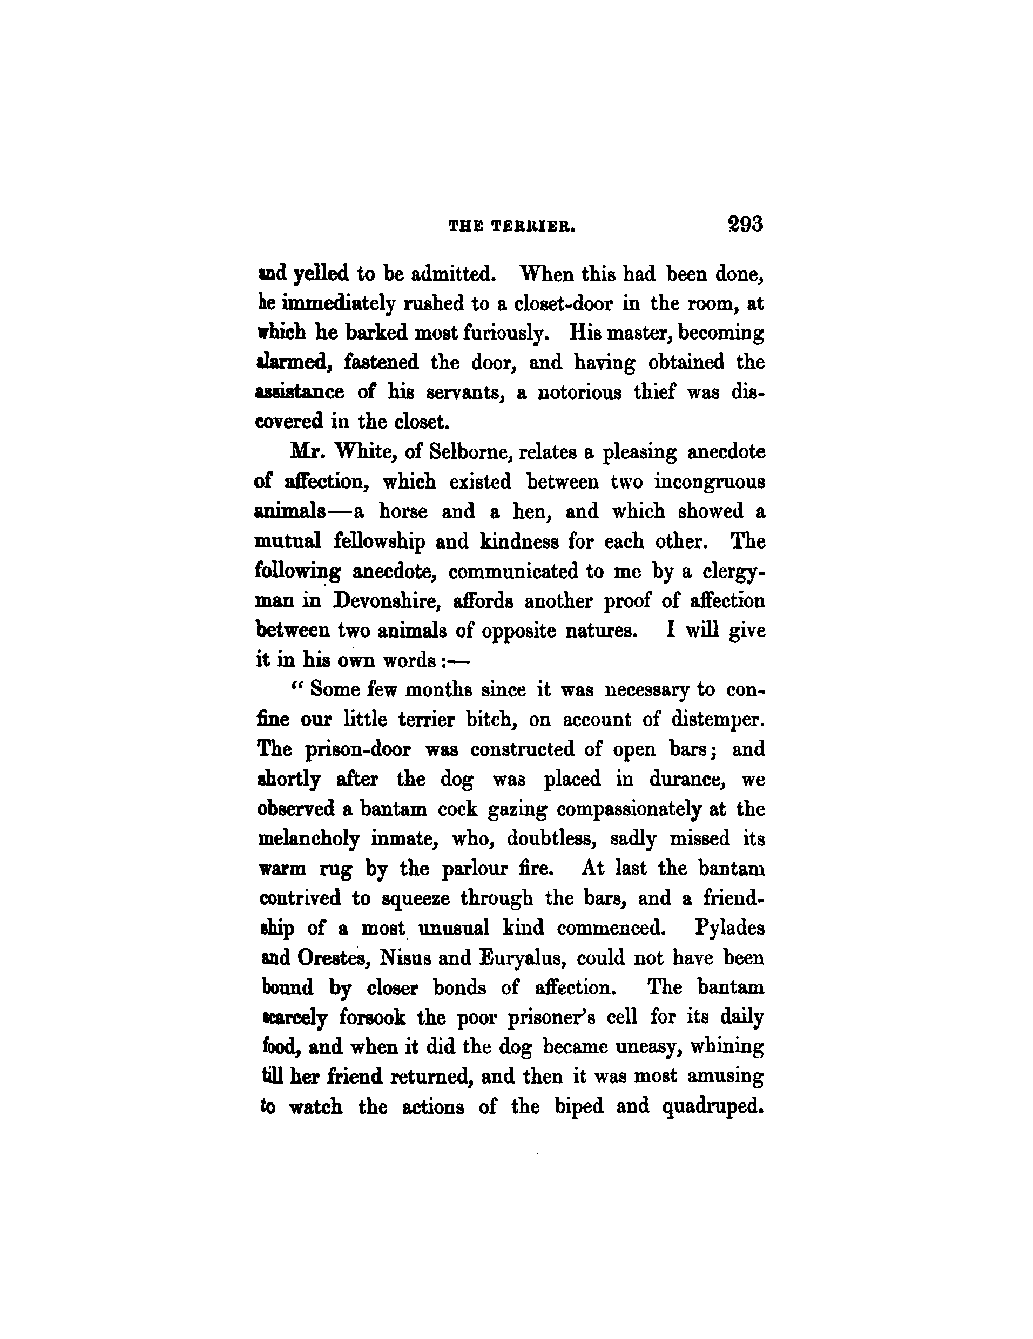 THE TERRIER. 293
and yelled to be admitted. When this had been done,
he immediately rushed to a closet-door in the room, at
which he barked most furiously. His master, becoming
alarmed, fastened the door, and having obtained the
assistance of his servants, a notorious thief was dis-
covered in the closet.
Mr. White, of Selborne, relates a pleasing anecdote
of affection, which existed between two incongruous
animals—a horse and a hen, and which showed a
mutual fellowship and kindness for each other. The
following anecdote, communicated to me by a clergy-
man in Devonshire, affords another proof of affection
between two animals of opposite natures. I will give
it in his own words:—
“ Some few months since it was necessary to con-
fine our little terrier bitch, on account of distemper.
The prison-door was constructed of open bars; and
shortly after the dog was placed in durance, we
observed a bantam cock gazing compassionately at the
melancholy inmate, who, doubtless, sadly missed its
warm rug by the parlour fire. At last the bantam
contrived to squeeze through the bars, and a friend-
ship of a most unusual kind commenced. Pylades
and Orestes, Nisus and Euryalus, could not have been
bound by closer bonds of affection. The bantam
scarcely forsook the poor prisoner's cell for its daily
food, and when it did the dog became uneasy, whining
till her friend returned, and then it was most amusing
to watch the actions of the biped and quadruped.